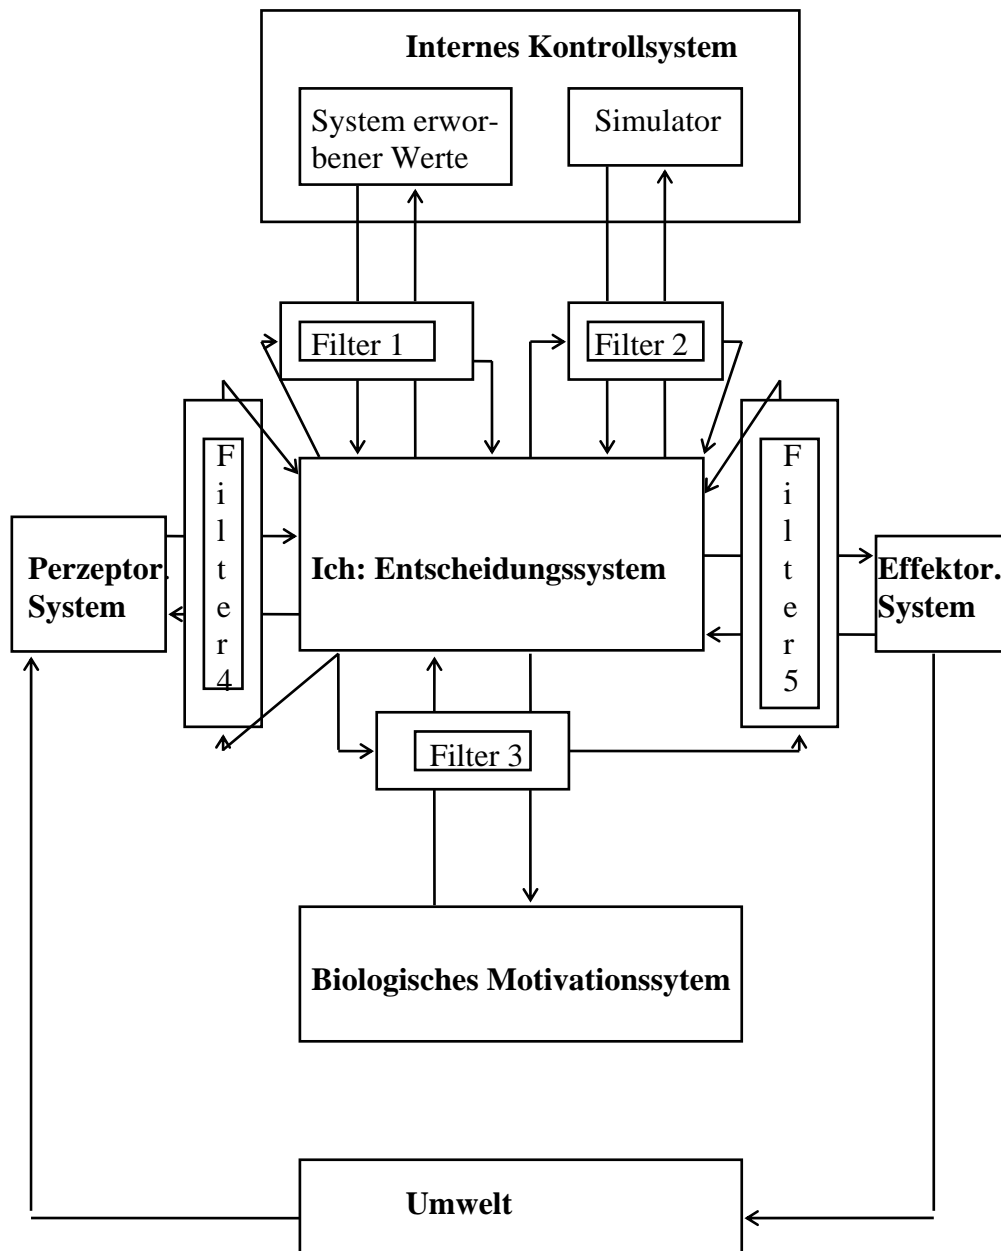 Internes Kontrollsystem
System erwor-
bener Werte
Simulator
Filter 1
Filter 2
F
i
l
t
e
r
4
F
i
l
t
e
r
5
Perzeptor.
System
Ich: Entscheidungssystem
Effektor.
System
Filter 3
Biologisches Motivationssytem
Umwelt